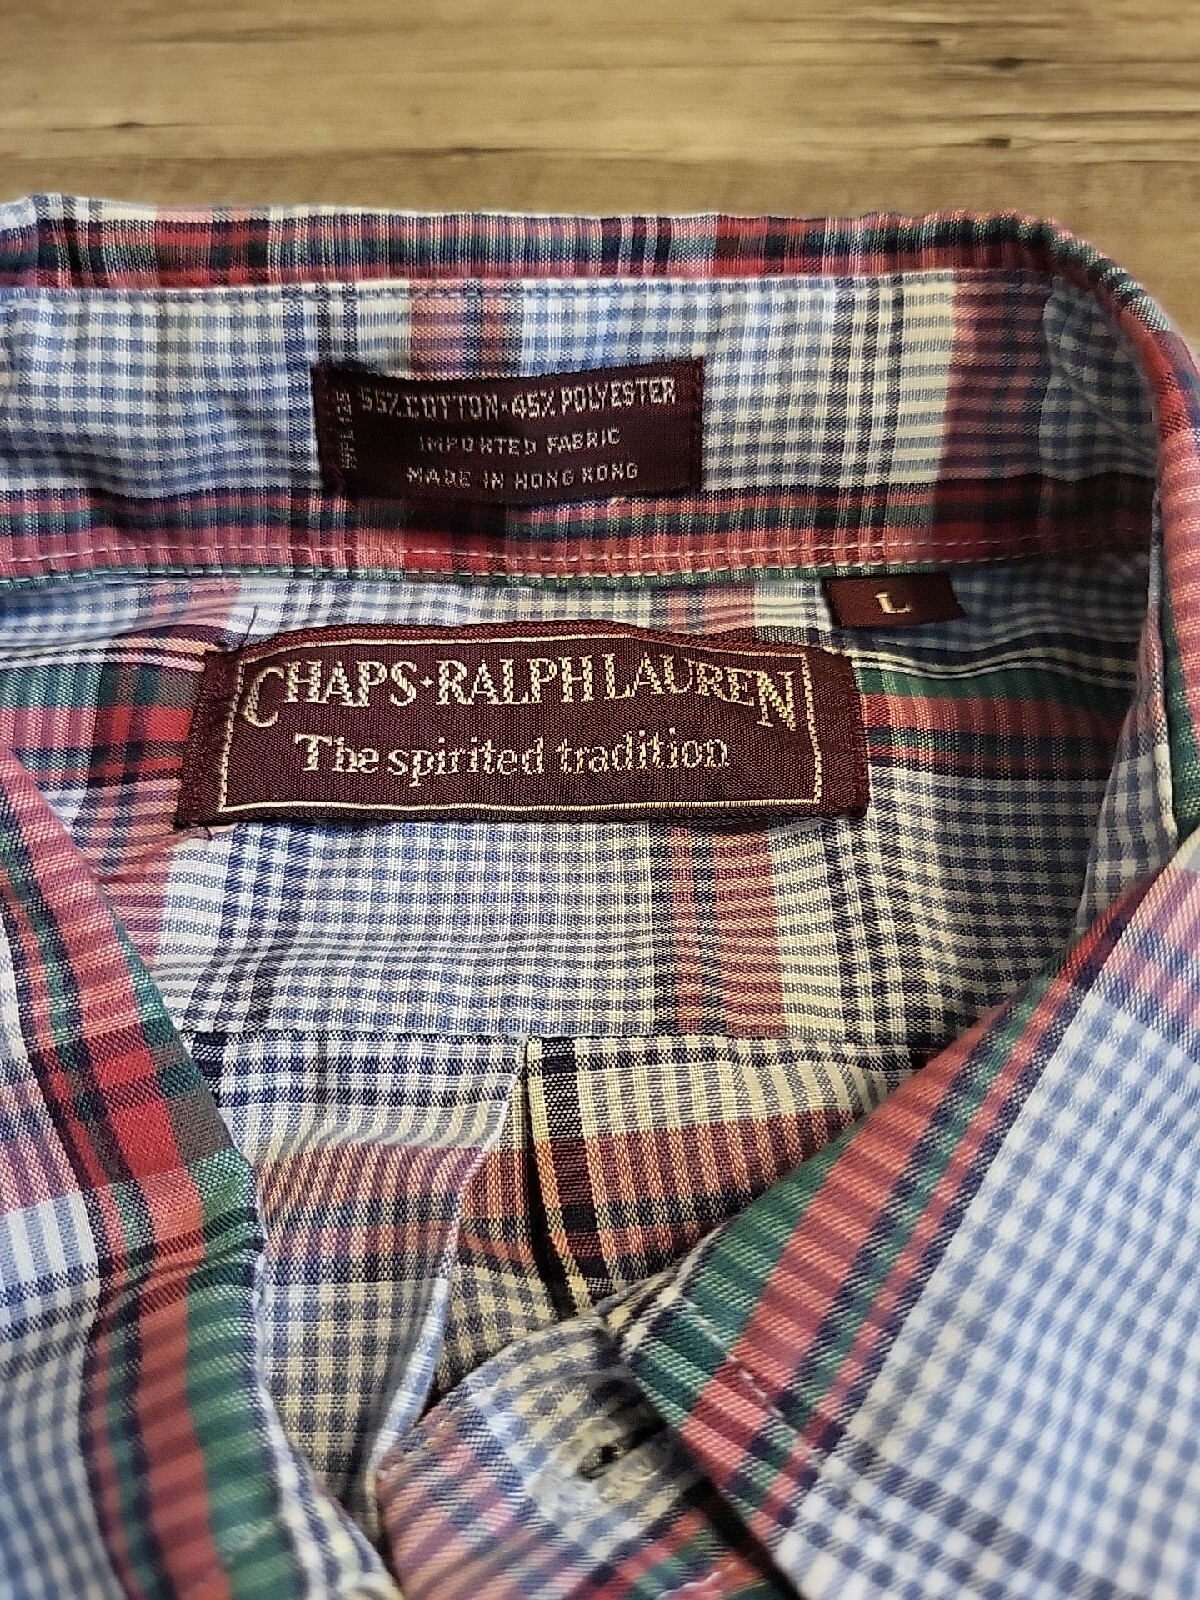 55% COTTON·45% POLYESTER
IMPORTED FABRIC
MADE IN HONG KONG
L
CHAPS·RALPH LAUREN
The spirited tradition